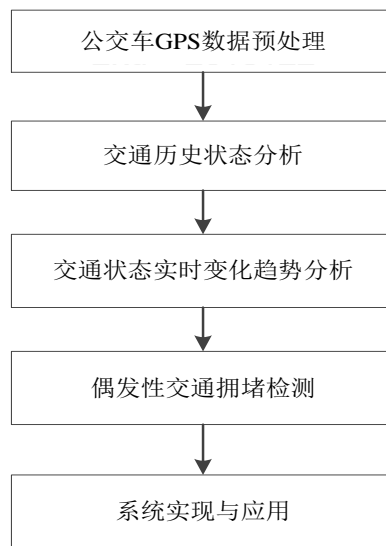 公交车GPS数据预处理
交通历史状态分析
交通状态实时变化趋势分析
偶发性交通拥堵检测
系统实现与应用